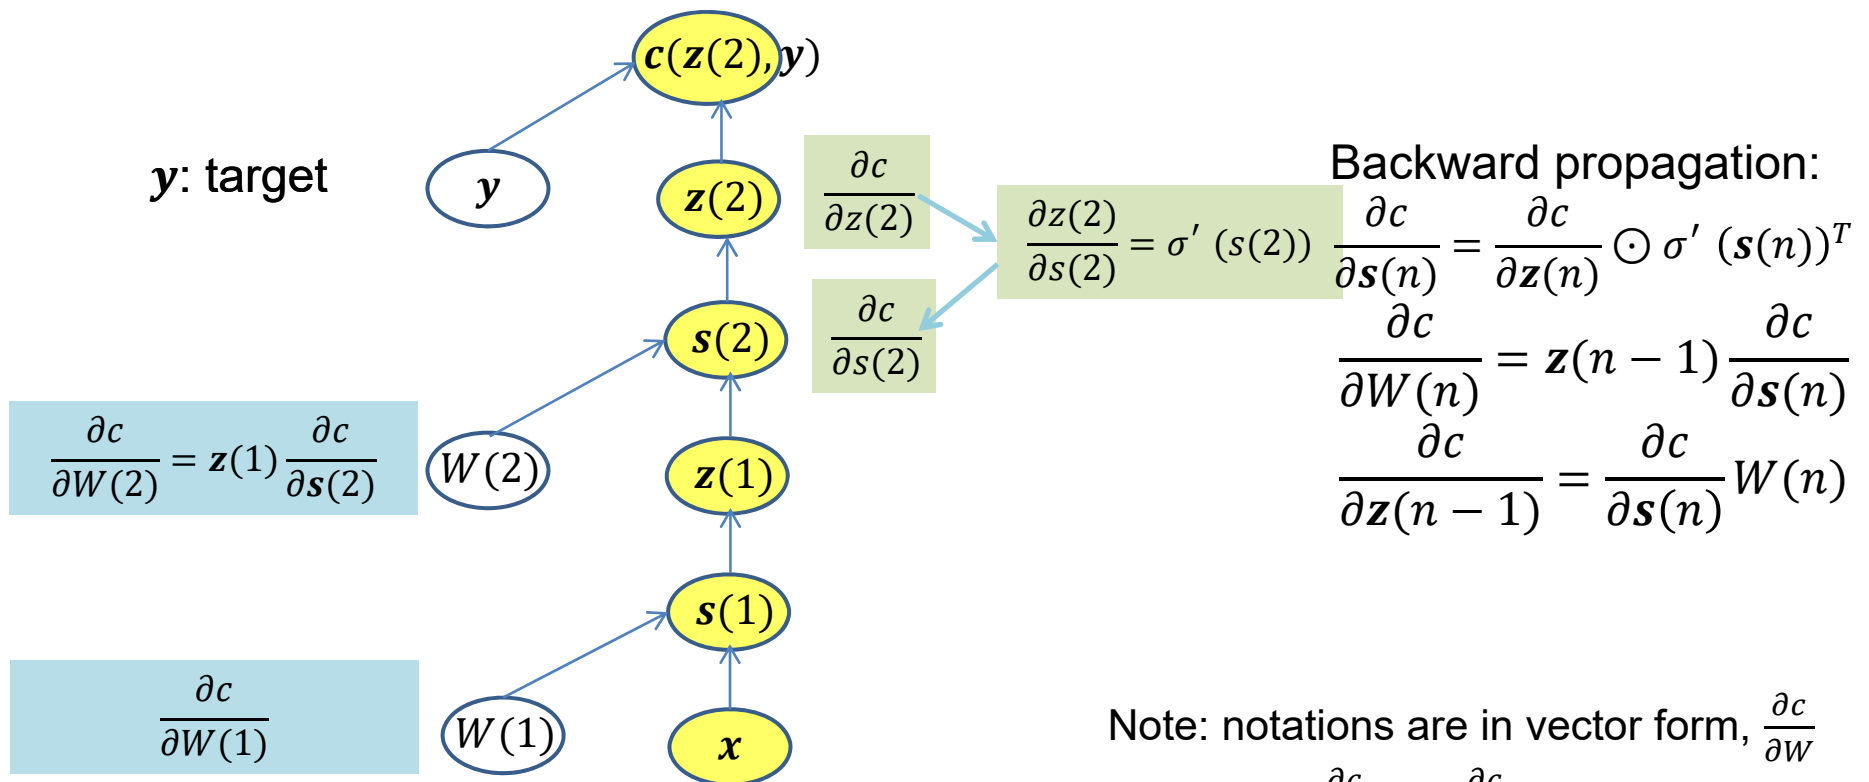 c(z(2), y)
y: target
y
z(2)
∂c/∂z(2)
∂z(2)/∂s(2) = σ′ (s(2))
∂c/∂s(2)
Backward propagation:
∂c/∂s(n) = ∂c/∂z(n) ⊙ σ′ (s(n))ᵀ
∂c/∂W(n) = z(n − 1) ∂c/∂s(n)
∂c/∂z(n − 1) = ∂c/∂s(n) W(n)
s(2)
∂c/∂W(2) = z(1) ∂c/∂s(2)
W(2)
z(1)
s(1)
∂c/∂W(1)
W(1)
x
Note: notations are in vector form, ∂c/∂W
∂c ∂c